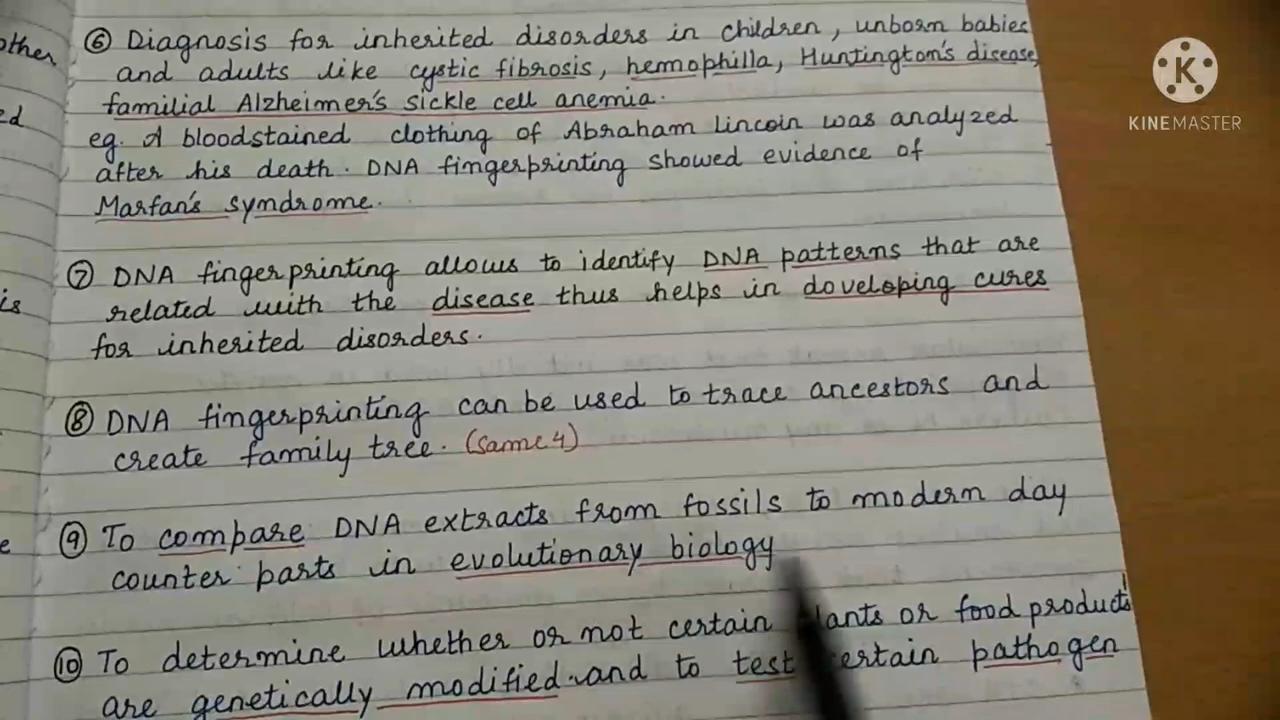 other
⑥ Diagnosis for inherited disorders in children, unborn babies
and adults like cystic fibrosis, hemophilla, Huntington's disease,
familial Alzheimer's sickle cell anemia.
ed
eg. A bloodstained clothing of Abraham Lincoin was analyzed
after his death. DNA fingerprinting showed evidence of
Marfan's syndrome.
⑦ DNA fingerprinting allows to identify DNA patterns that are
is
related with the disease thus helps in doveloping cures
for inherited disorders.
⑧ DNA fingerprinting can be used to trace ancestors and
create family tree. (same 4)
⑨ To compare DNA extracts from fossils to modern day
e
counter parts in evolutionary biology
⑩ To determine whether or not certain lants or food products
are genetically modified and to test ertain pathogen
K
KINEMASTER